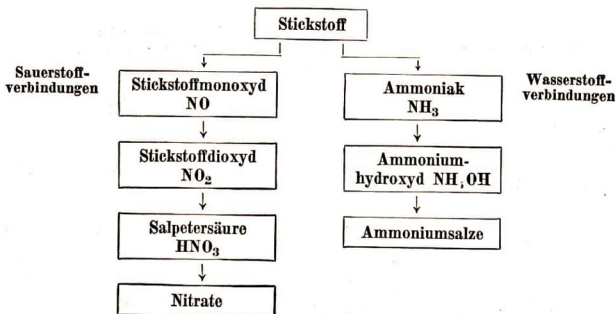 Stickstoff
Sauerstoff-
verbindungen
Stickstoffmonoxyd
NO
Ammoniak
NH₃
Wasserstoff-
verbindungen
Stickstoffdioxyd
NO₂
Ammonium-
hydroxyd NH₄OH
Salpetersäure
HNO₃
Ammoniumsalze
Nitrate